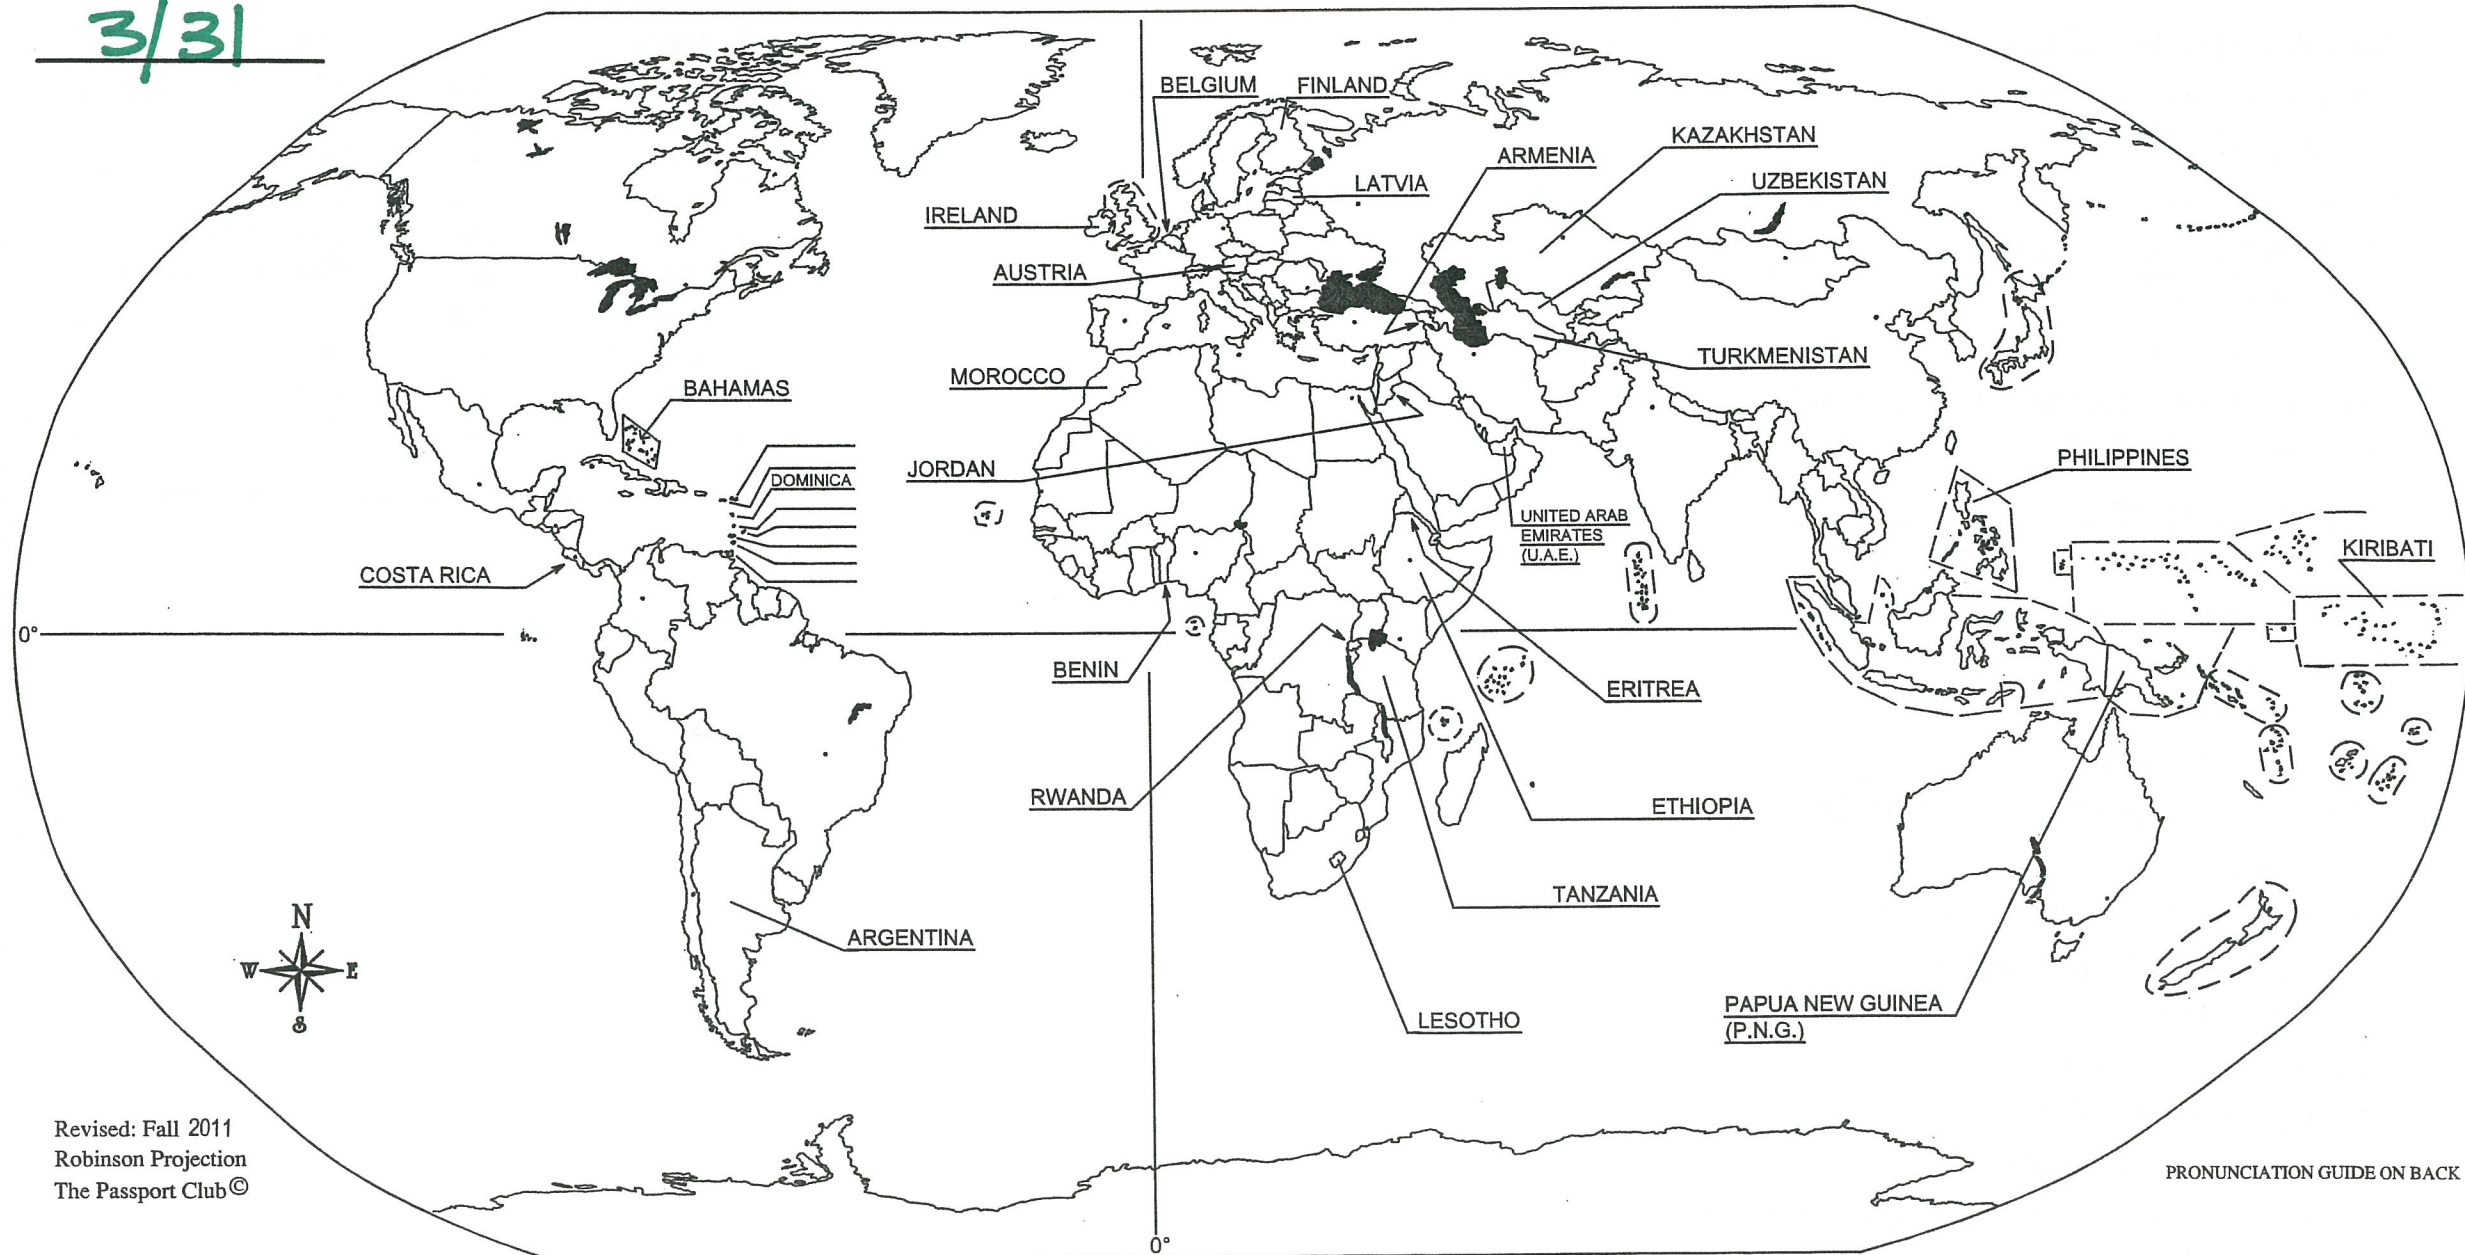 3/31
BELGIUM
FINLAND
KAZAKHSTAN
ARMENIA
UZBEKISTAN
LATVIA
IRELAND
AUSTRIA
TURKMENISTAN
MOROCCO
BAHAMAS
PHILIPPINES
JORDAN
DOMINICA
UNITED ARAB
EMIRATES
(U.A.E.)
KIRIBATI
COSTA RICA
0°
BENIN
ERITREA
RWANDA
ETHIOPIA
TANZANIA
ARGENTINA
N
W
E
S
PAPUA NEW GUINEA
(P.N.G.)
LESOTHO
Revised: Fall 2011
Robinson Projection
The Passport Club©
PRONUNCIATION GUIDE ON BACK
0°